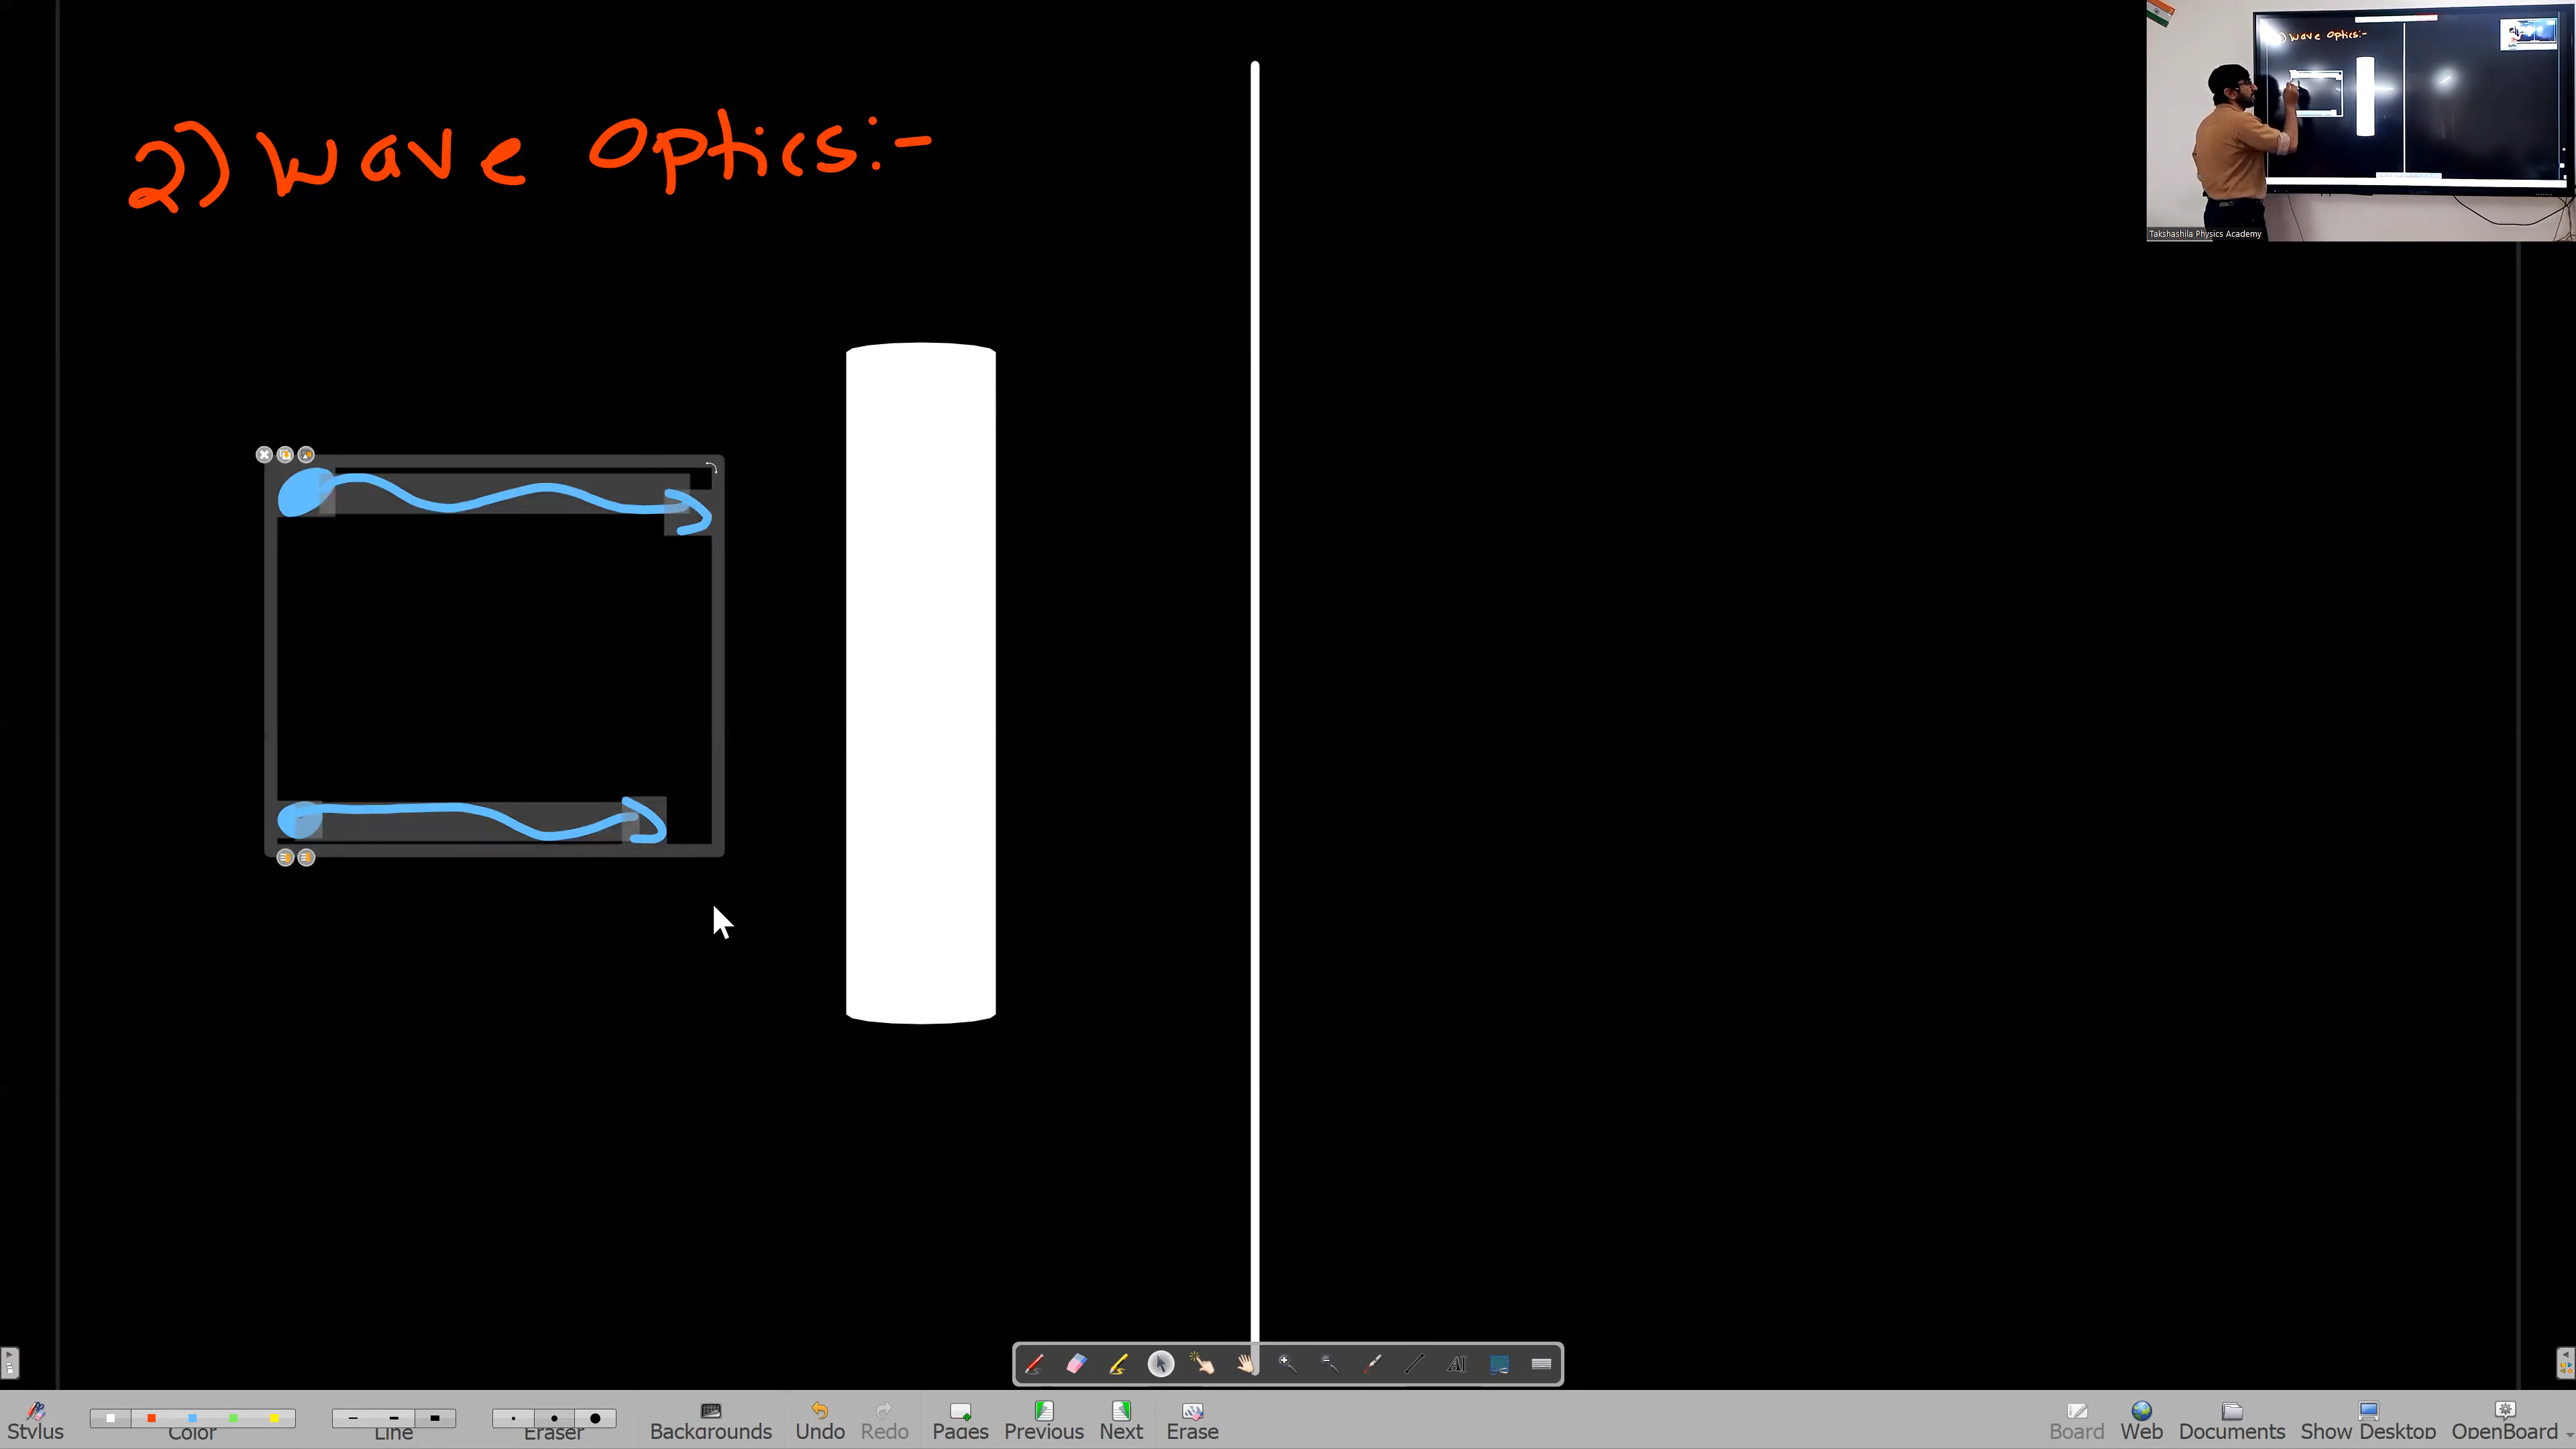 2) Wave Optics:-
Takshashila Physics Academy
Stylus Color Line Eraser Backgrounds Undo Redo Pages Previous Next Erase Board Web Documents Show Desktop OpenBoard